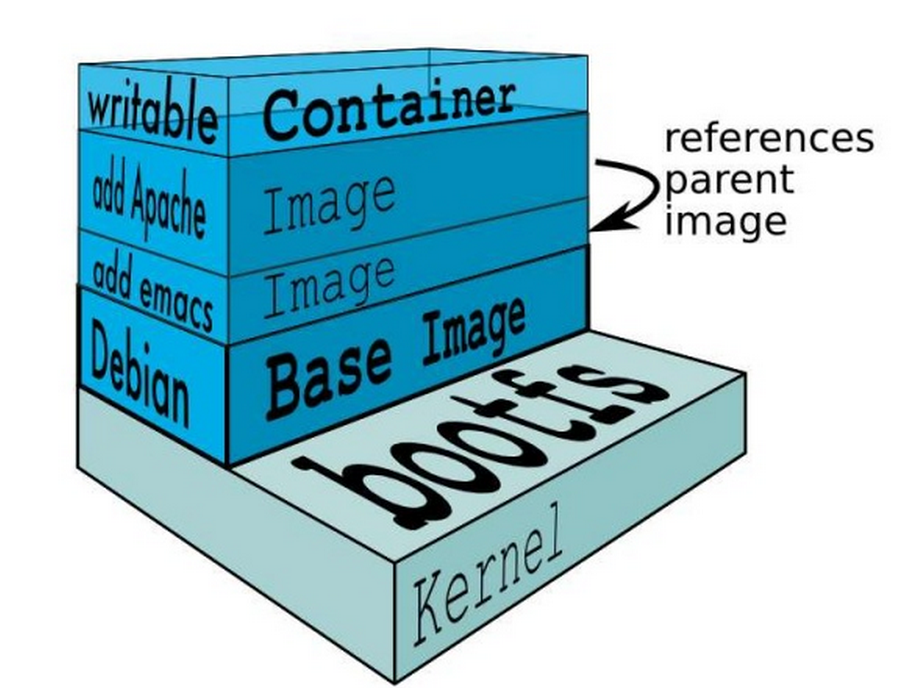 writable Container
add Apache Image
add emacs Image
Debian Base Image
bootfs
Kernel
references
parent
image